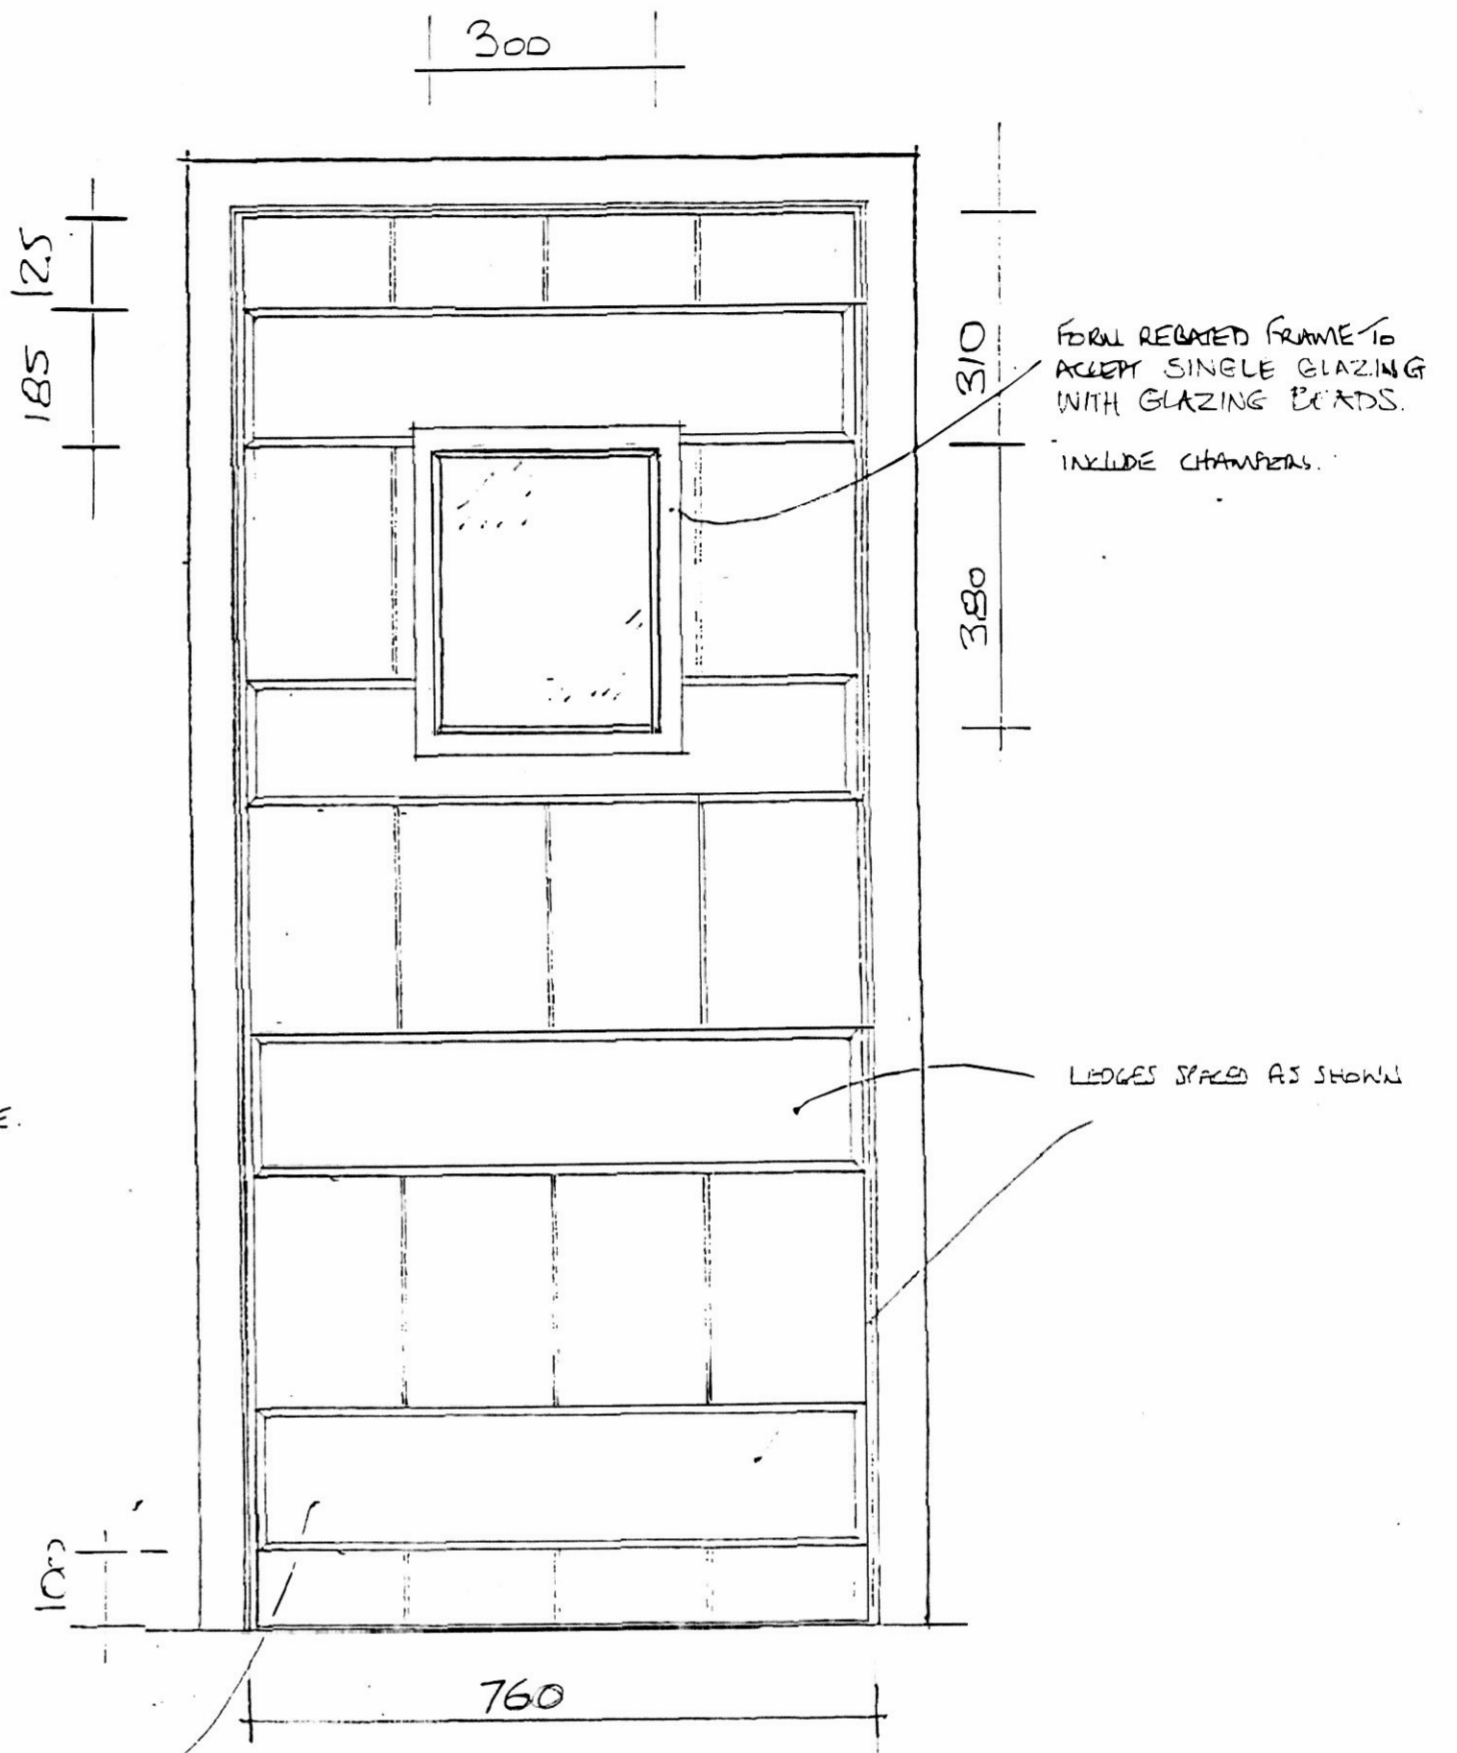 300
125
185
310
380
FORM REBATED FRAME TO
ACCEPT SINGLE GLAZING
WITH GLAZING BEADS.
INCLUDE CHAMFERS.
LEDGES SPACED AS SHOWN
E.
100
760